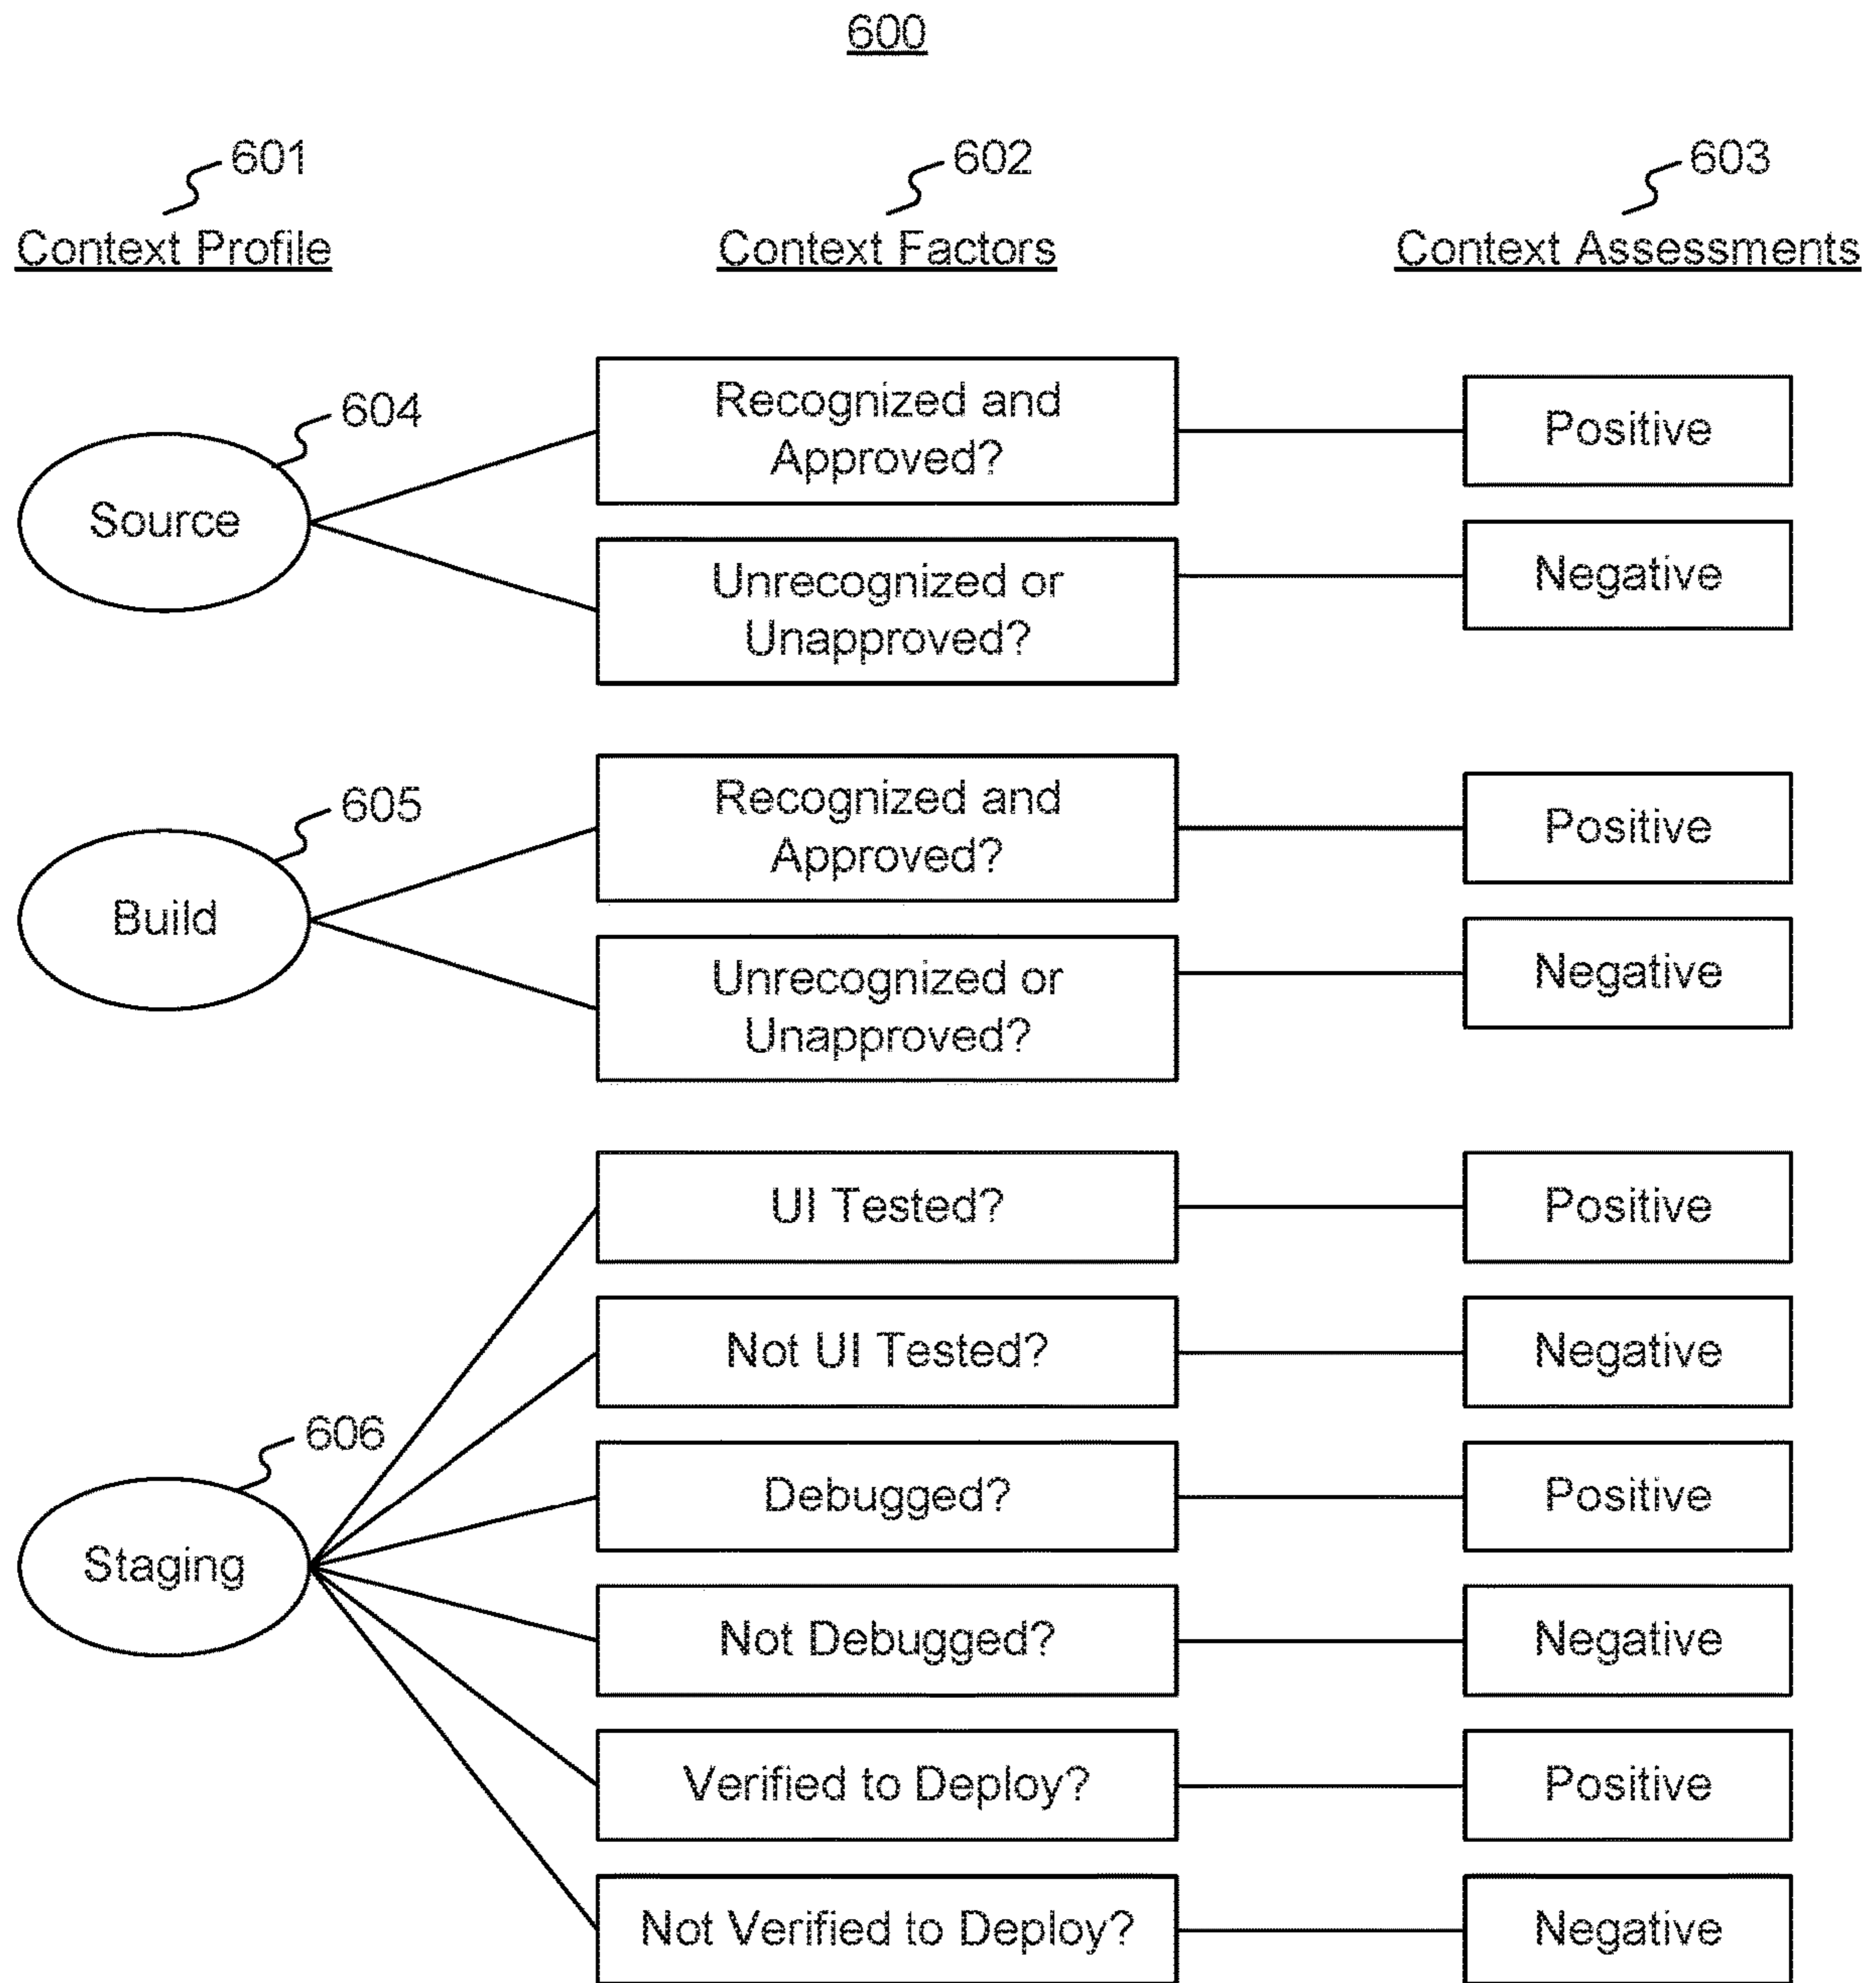 600
601
602
603
Context Profile
Context Factors
Context Assessments
604
Source
Recognized and
Approved?
Positive
Unrecognized or
Unapproved?
Negative
605
Build
Recognized and
Approved?
Positive
Unrecognized or
Unapproved?
Negative
606
Staging
UI Tested?
Positive
Not UI Tested?
Negative
Debugged?
Positive
Not Debugged?
Negative
Verified to Deploy?
Positive
Not Verified to Deploy?
Negative